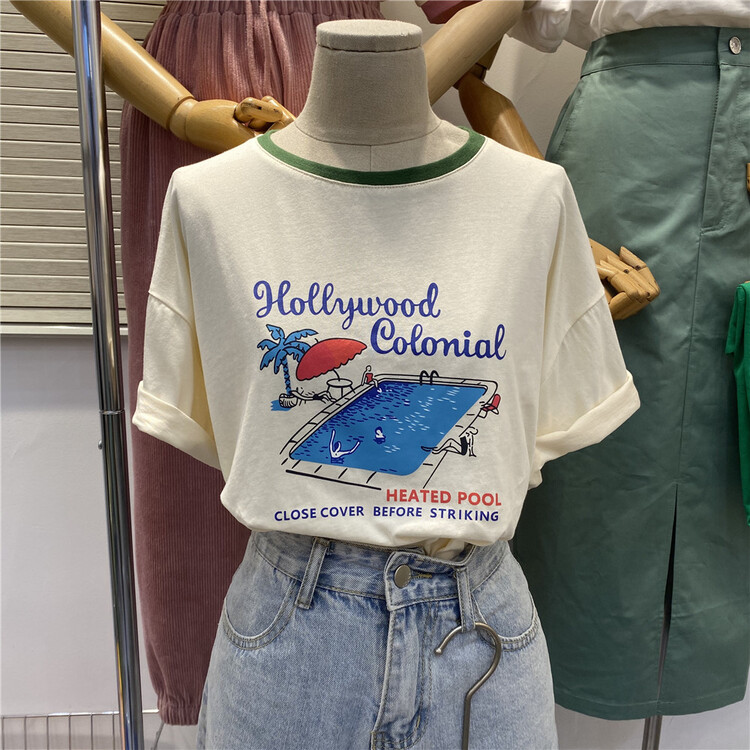 Hollywood
Colonial
HEATED POOL
CLOSE COVER BEFORE STRIKING